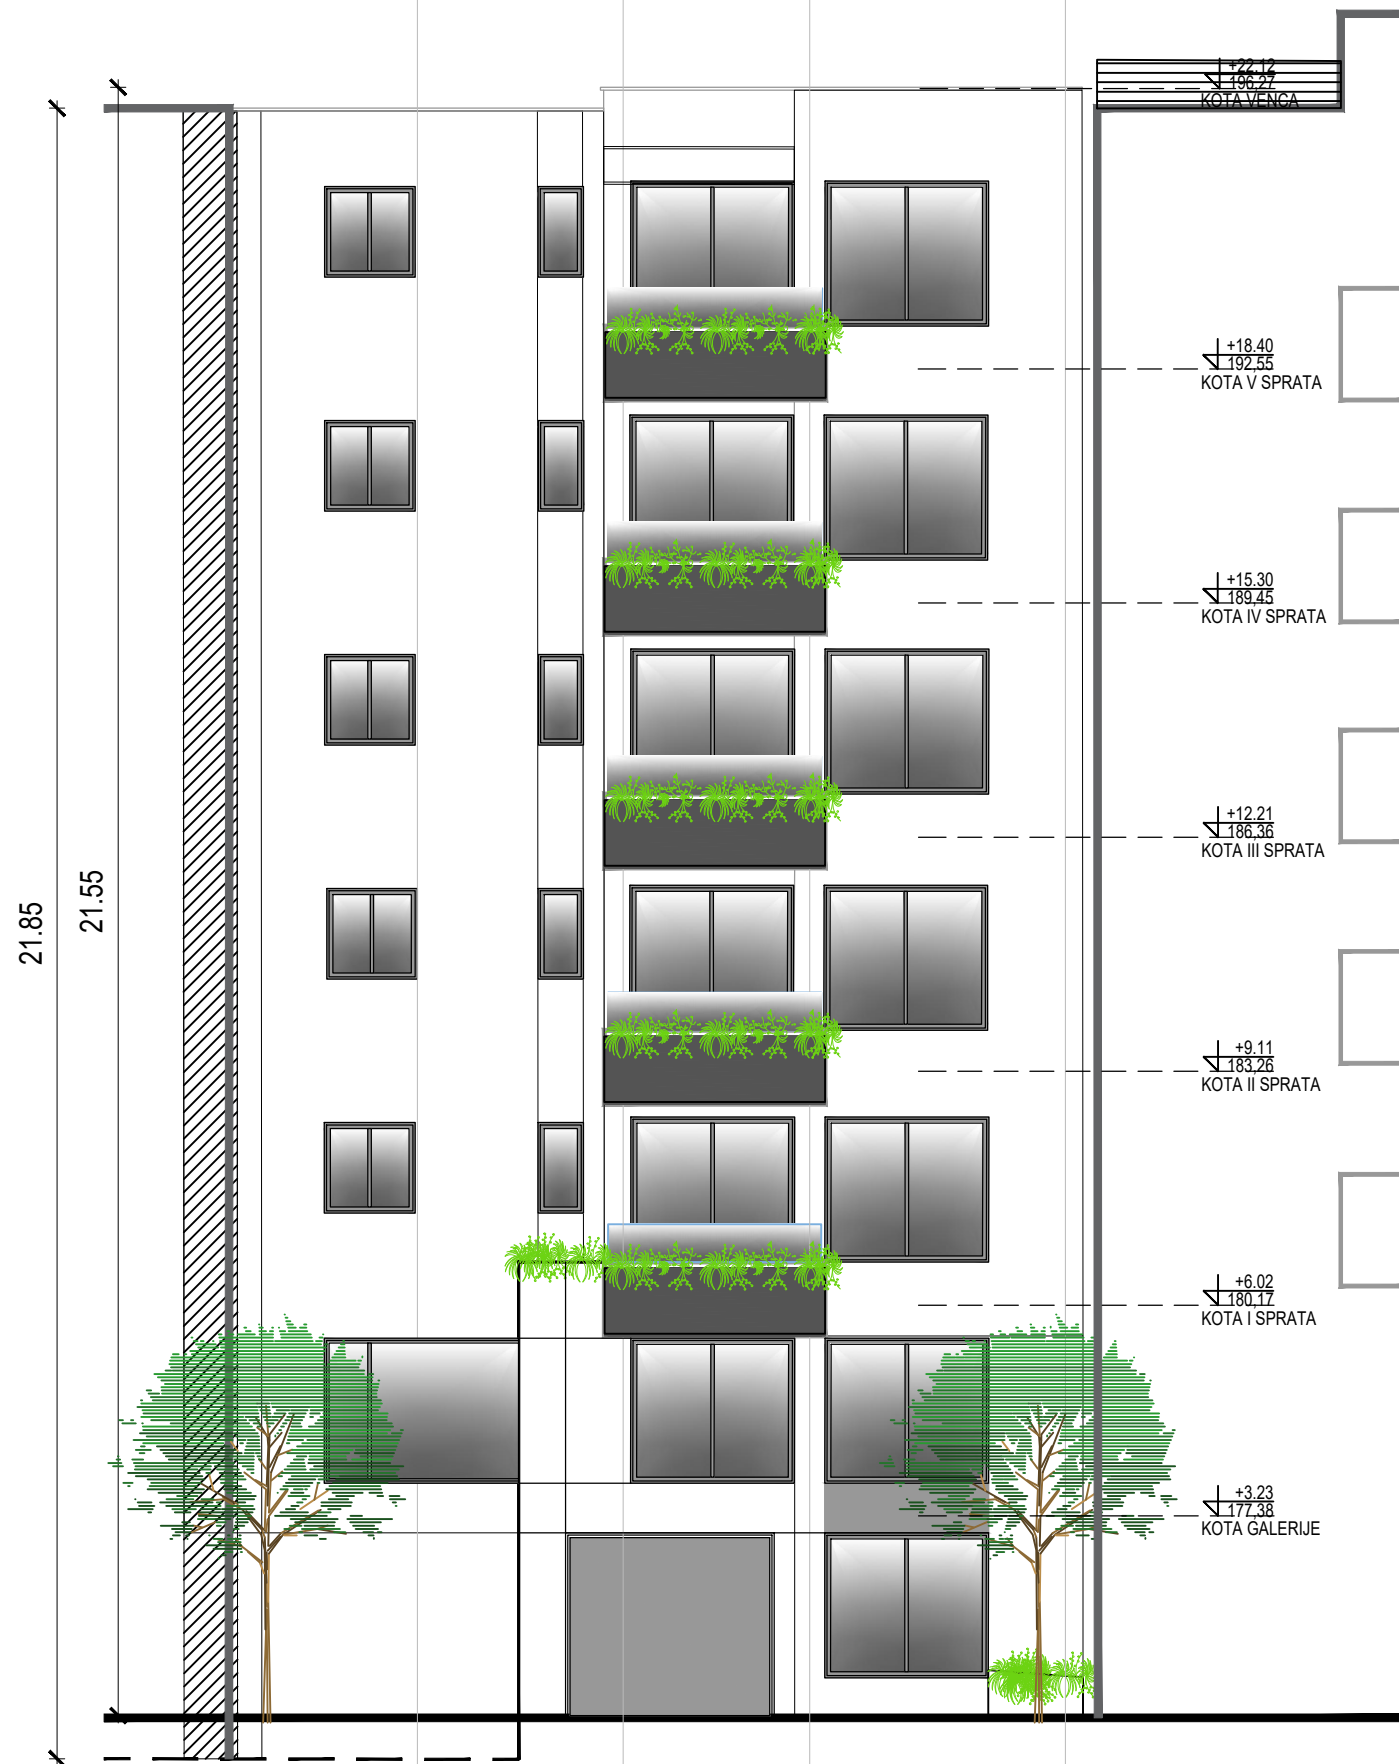 +22.12
196,27
KOTA VENCA
+18.40
192,55
KOTA V SPRATA
+15.30
189,45
KOTA IV SPRATA
+12.21
186,36
KOTA III SPRATA
21.55
21.85
+9.11
183,26
KOTA II SPRATA
+6.02
180,17
KOTA I SPRATA
+3.23
177,38
KOTA GALERIJE